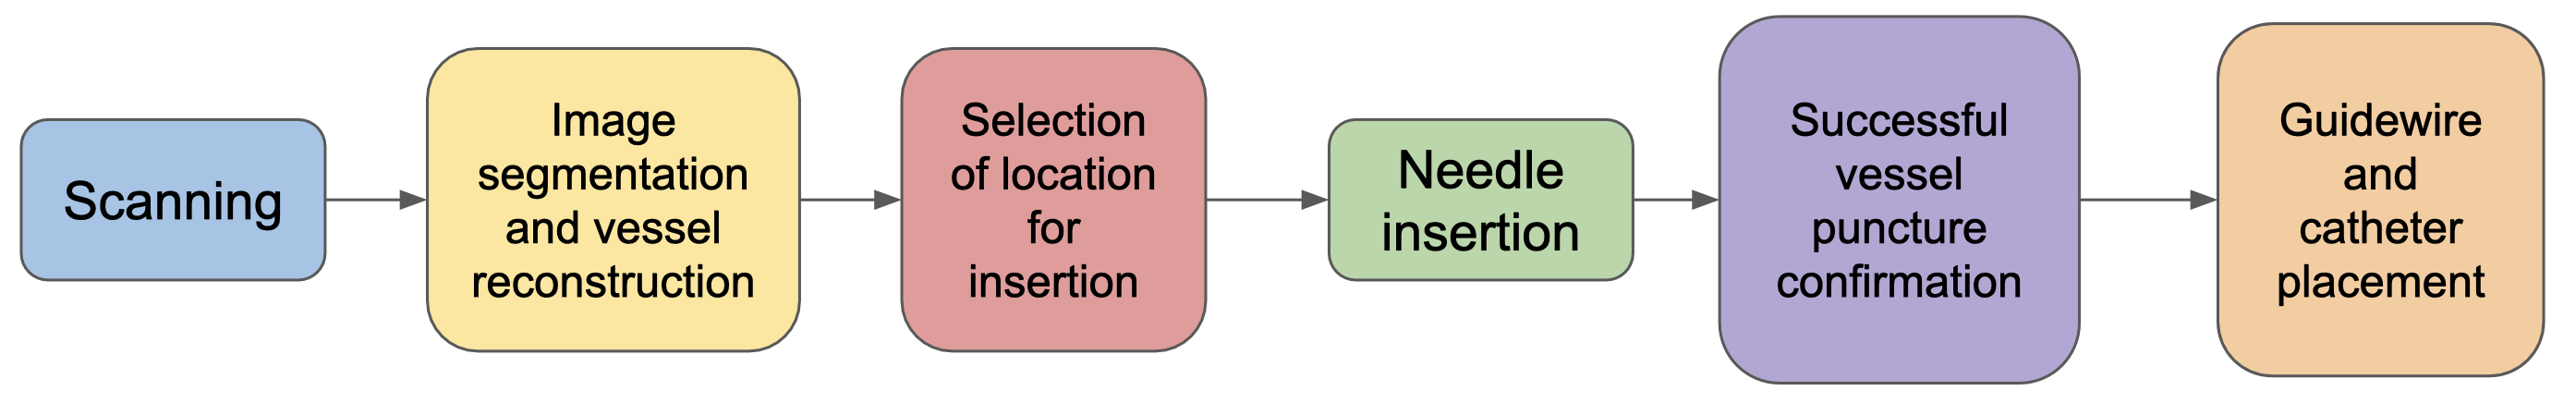 Scanning
Image
segmentation
and vessel
reconstruction
Selection
of location
for
insertion
Needle
insertion
Successful
vessel
puncture
confirmation
Guidewire
and
catheter
placement